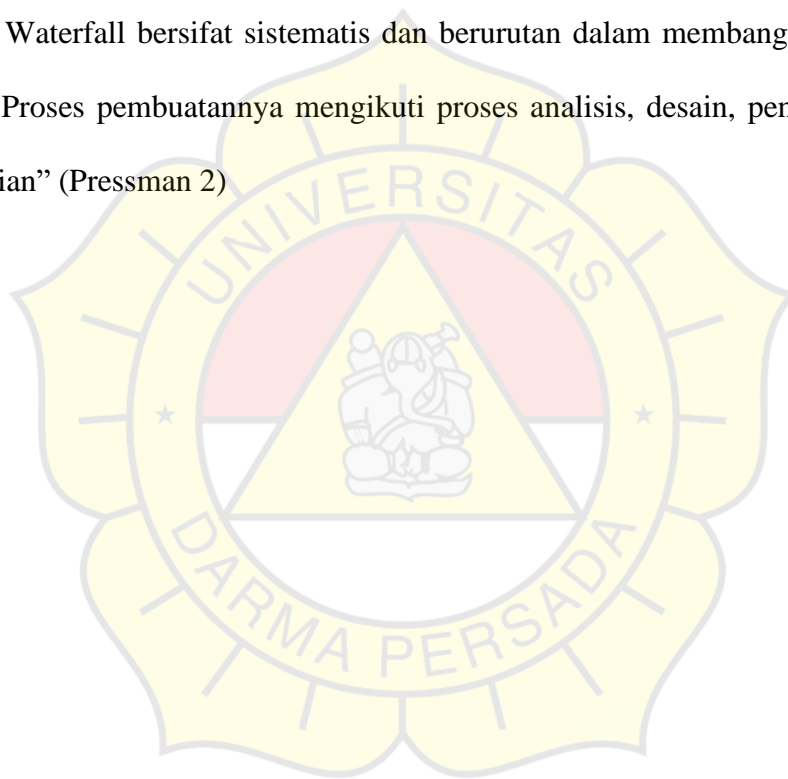 Waterfall bersifat sistematis dan berurutan dalam membang
Proses pembuatannya mengikuti proses analisis, desain, pen
ian” (Pressman 2)
UNIVERSITAS
DARMA PERSADA